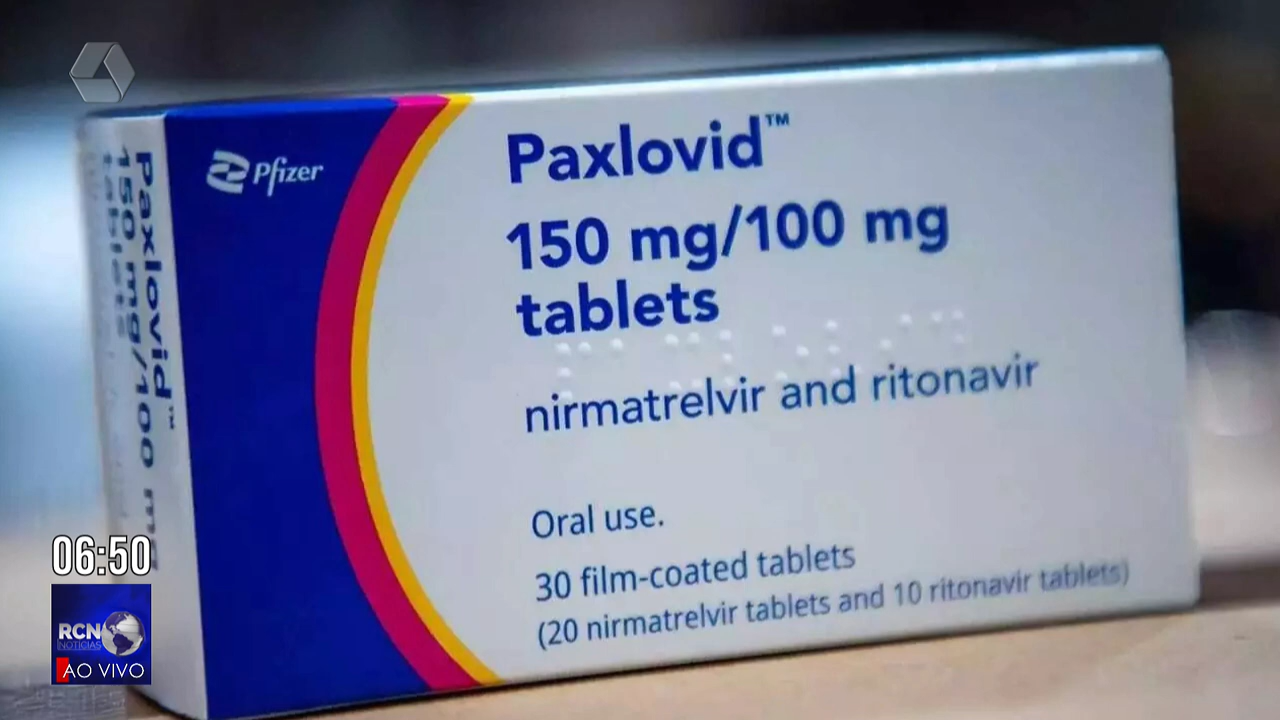 Pfizer
Paxlovid™
150 mg/100 mg
tablets
nirmatrelvir and ritonavir
Oral use.
30 film-coated tablets
(20 nirmatrelvir tablets and 10 ritonavir tablets)
Paxlovid™
150 mg/100 mg
tablets
06:50
RCN
NOTÍCIAS
AO VIVO